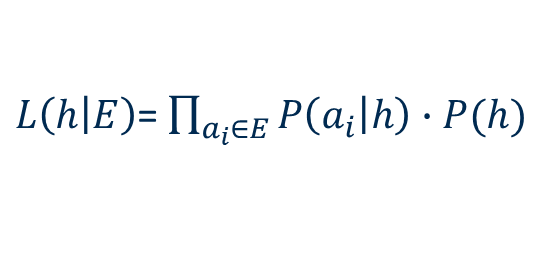 L(h|E)= ∏_{a_i∈E} P(a_i|h) · P(h)